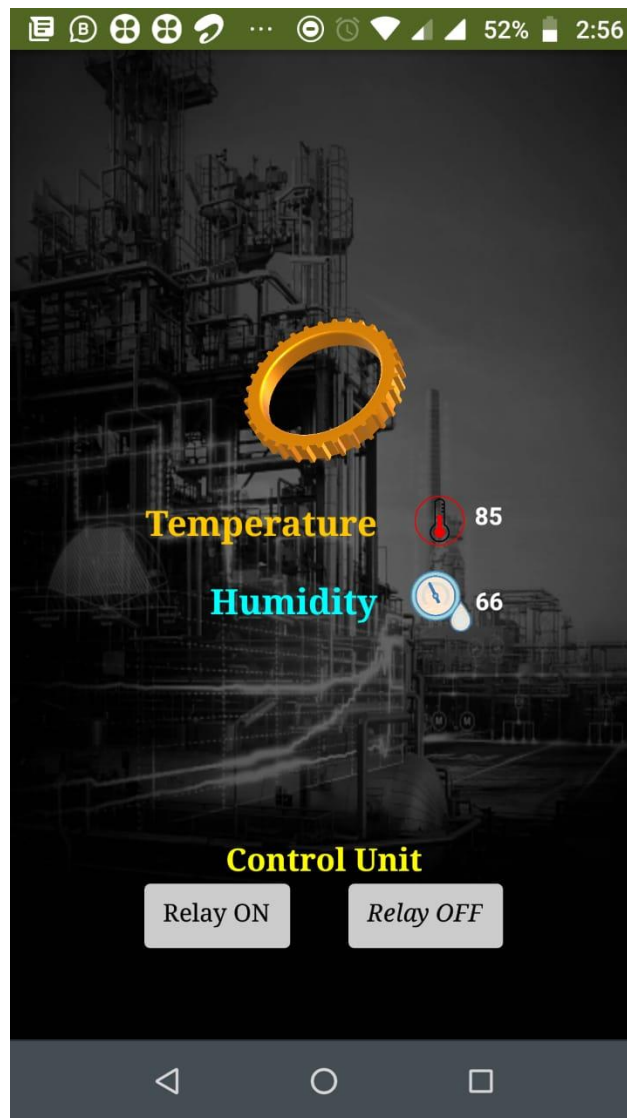 B 52% 2:56
Temperature 85
Humidity 66
M M
Control Unit
Relay ON Relay OFF